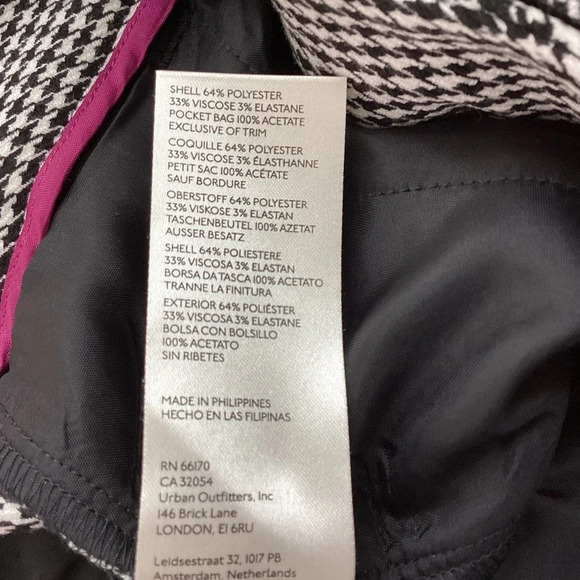 SHELL 64% POLYESTER
33% VISCOSE 3% ELASTANE
POCKET BAG 100% ACETATE
EXCLUSIVE OF TRIM
COQUILLE 64% POLYESTER
33% VISCOSE 3% ÉLASTHANNE
PETIT SAC 100% ACÉTATE
SAUF BORDURE
OBERSTOFF 64% POLYESTER
33% VISKOSE 3% ELASTAN
TASCHENBEUTEL 100% AZETAT
AUSSER BESATZ
SHELL 64% POLIESTERE
33% VISCOSA 3% ELASTAN
BORSA DA TASCA 100% ACETATO
TRANNE LA FINITURA
EXTERIOR 64% POLIÉSTER
33% VISCOSA 3% ELASTANE
BOLSA CON BOLSILLO
100% ACETATO
SIN RIBETES
MADE IN PHILIPPINES
HECHO EN LAS FILIPINAS
RN 66170
CA 32054
Urban Outfitters, Inc
146 Brick Lane
LONDON, E1 6RU
Leidsestraat 32, 1017 PB
Amsterdam, Netherlands